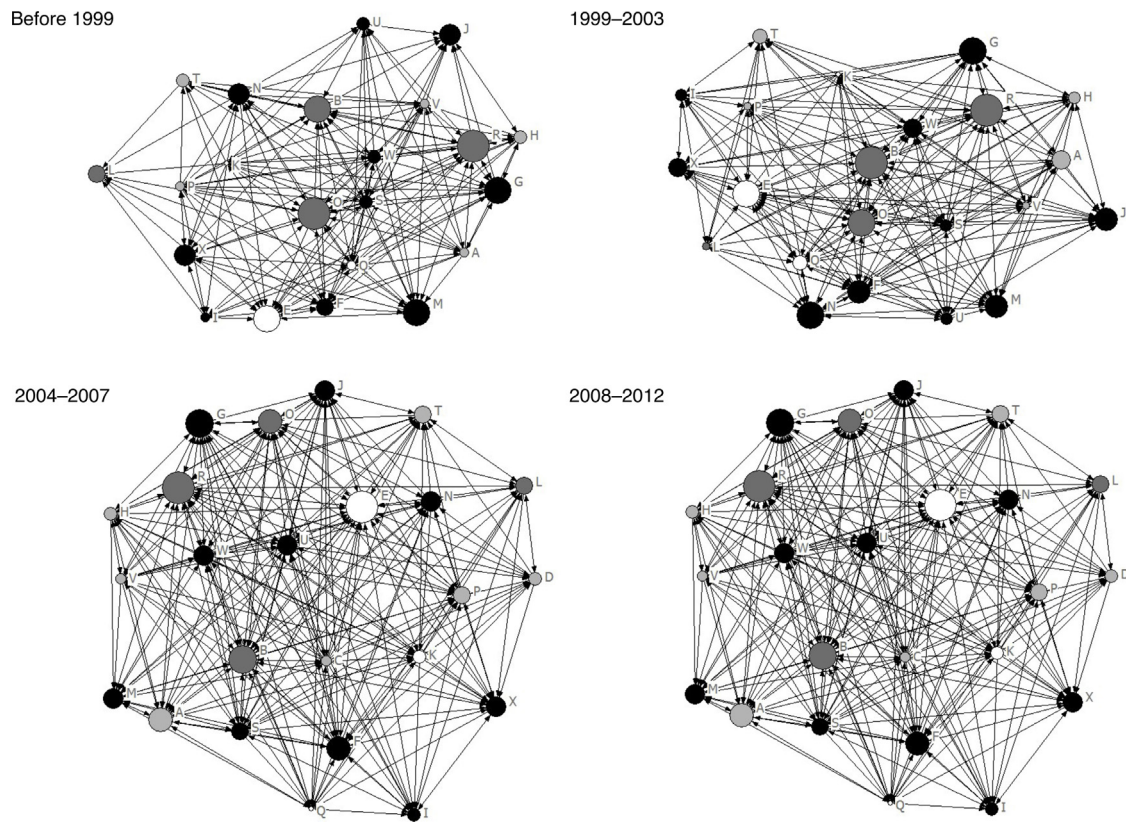 Before 1999
U
J
T
N
B
V
R
H
W
K
L
P
G
O
S
A
Q
I
E
F
M
1999–2003
T
G
K
I
P
R
H
W
A
E
V
J
O
S
L
Q
F
N
U
M
2004–2007
J
G
O
T
R
L
E
N
H
U
W
V
D
P
B
C
K
M
A
S
X
F
Q
I
2008–2012
J
G
O
T
R
L
E
N
H
U
W
V
D
P
B
C
K
M
A
S
X
F
Q
I